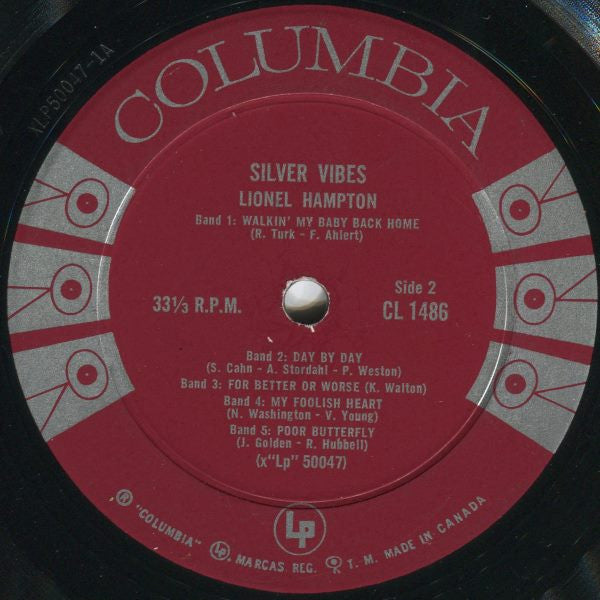 XLP50047-1A
COLUMBIA
SILVER VIBES
LIONEL HAMPTON
Band 1: WALKIN' MY BABY BACK HOME
(R. Turk - F. Ahlert)
33⅓ R.P.M.
Side 2
CL 1486
Band 2: DAY BY DAY
(S. Cahn - A. Stordahl - P. Weston)
Band 3: FOR BETTER OR WORSE (K. Walton)
Band 4: MY FOOLISH HEART
(N. Washington - V. Young)
Band 5: POOR BUTTERFLY
(J. Golden - R. Hubbell)
(x"Lp" 50047)
LP
® "COLUMBIA" LP, MARCAS REG. T. M. MADE IN CANADA